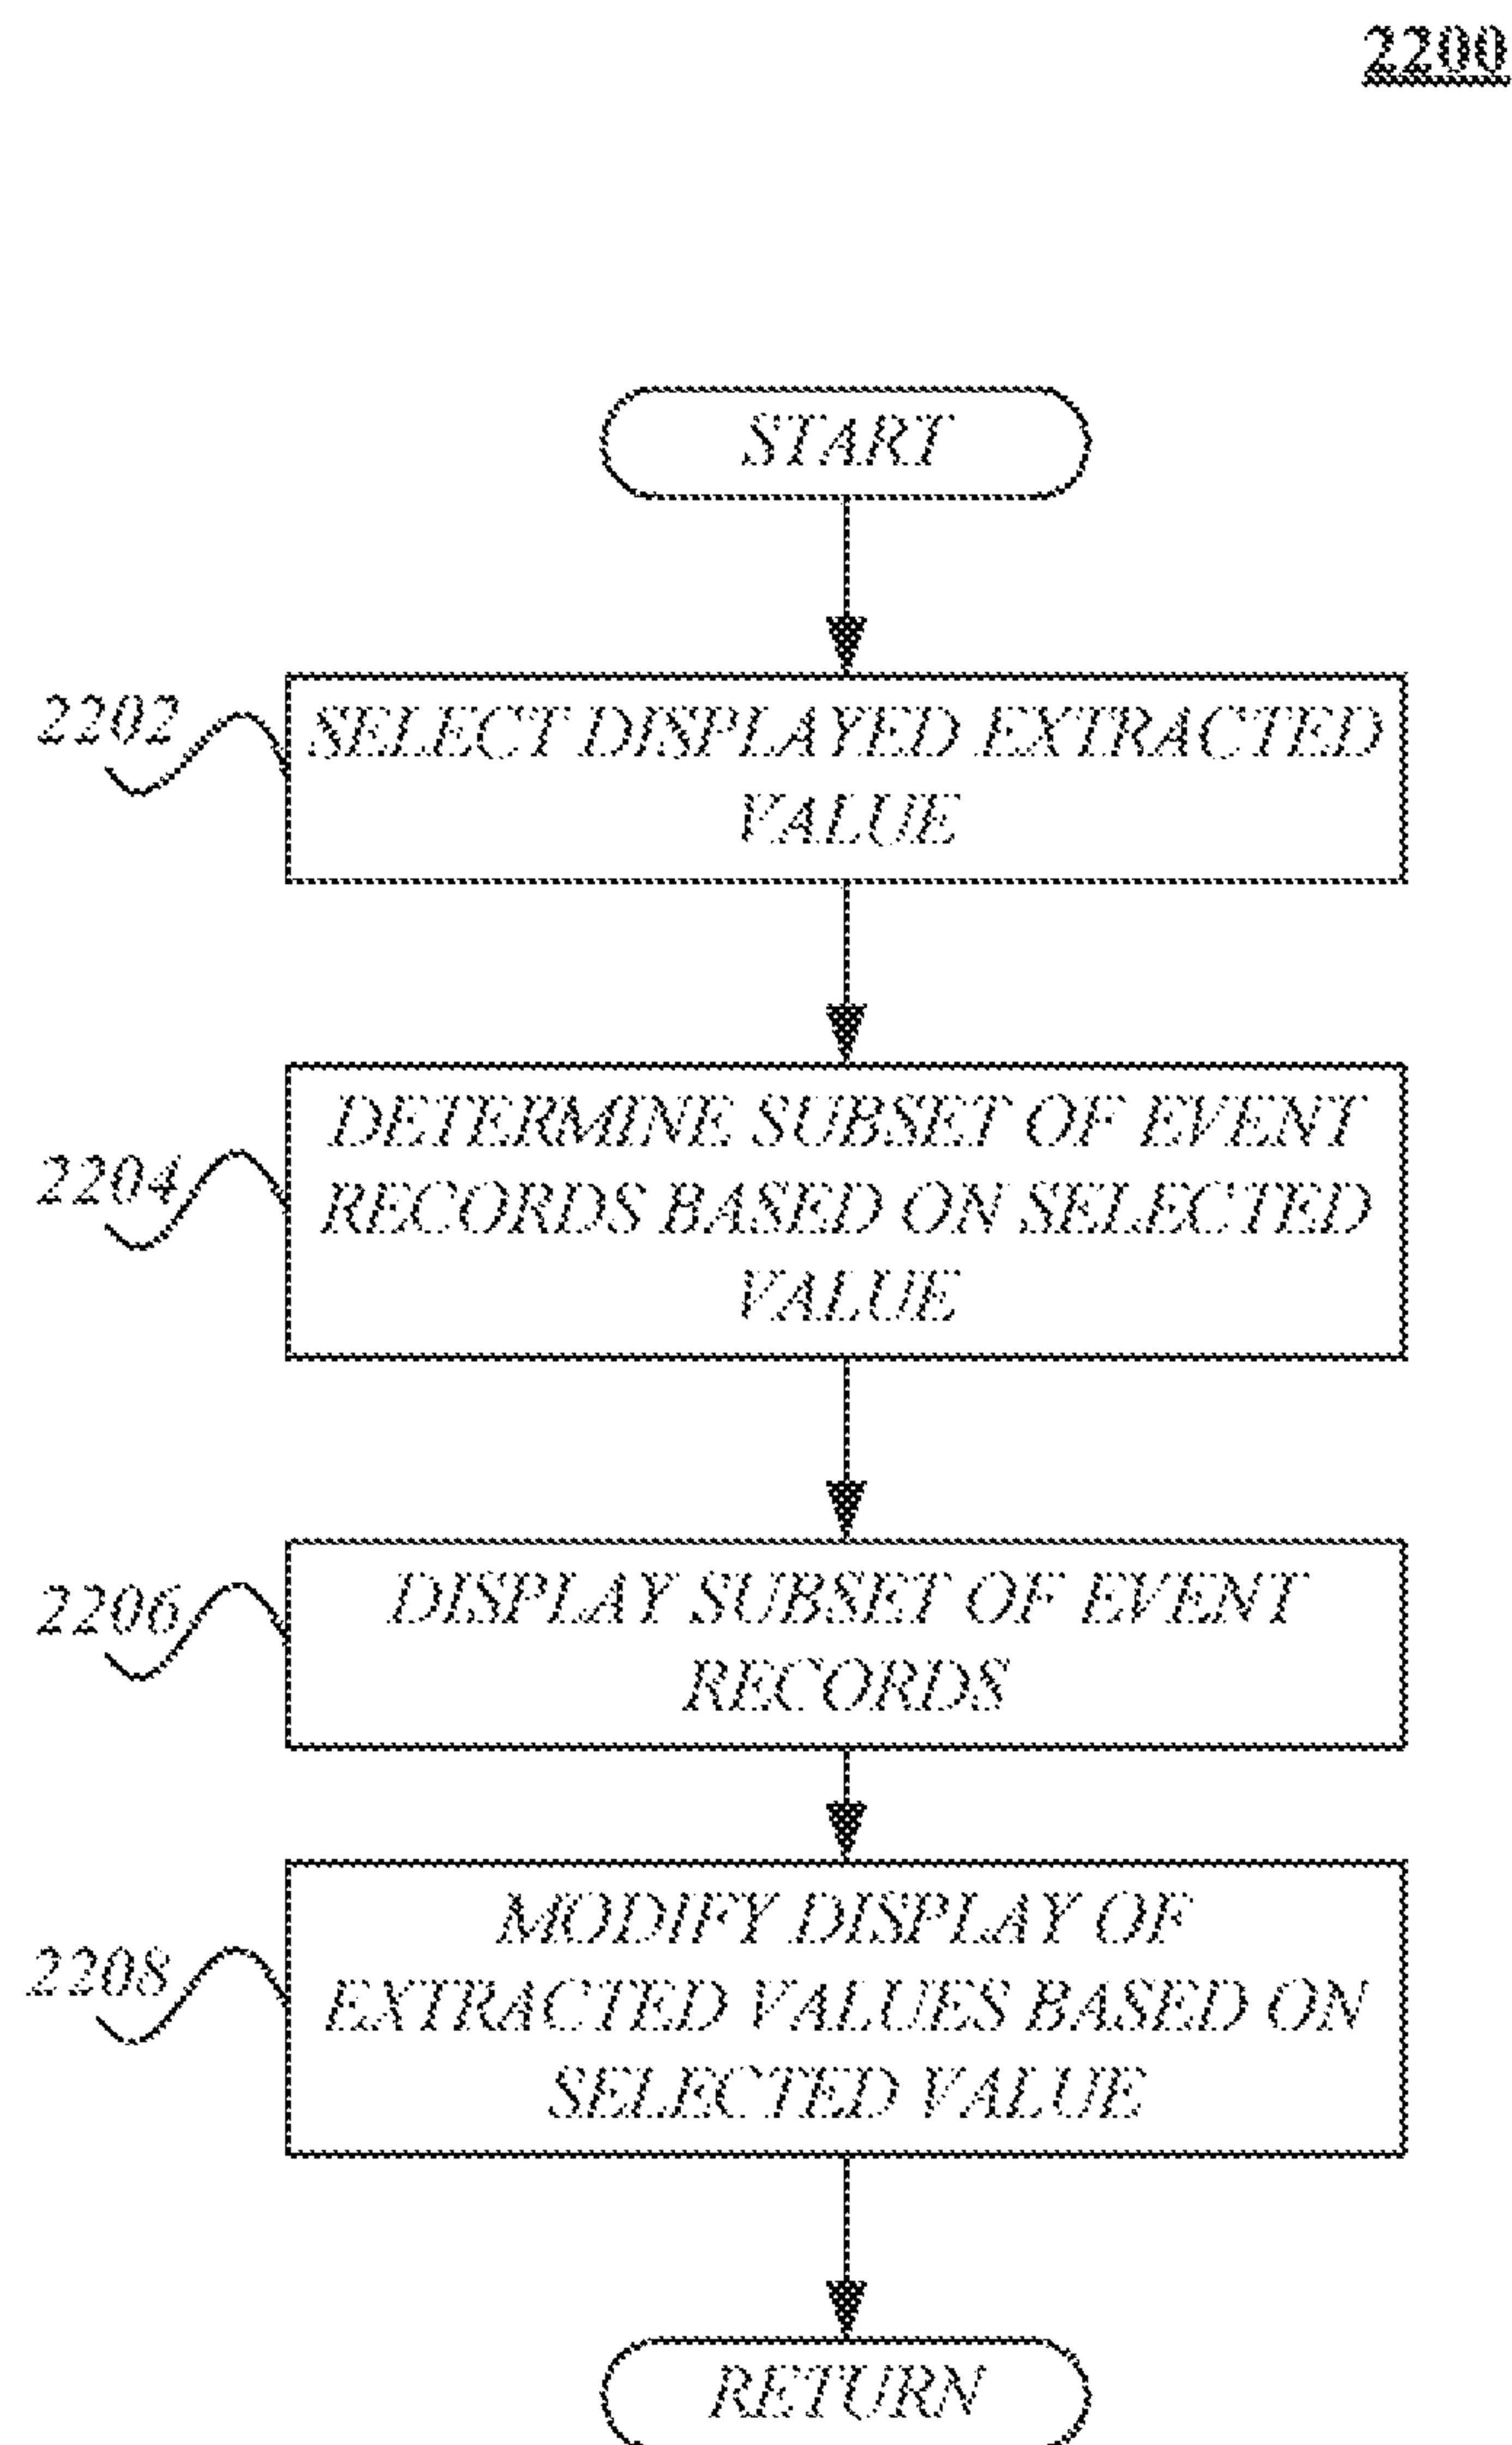 2200
START
2202
SELECT DISPLAYED EXTRACTED
VALUE
2204
DETERMINE SUBSET OF EVENT
RECORDS BASED ON SELECTED
VALUE
2206
DISPLAY SUBSET OF EVENT
RECORDS
2208
MODIFY DISPLAY OF
EXTRACTED VALUES BASED ON
SELECTED VALUE
RETURN